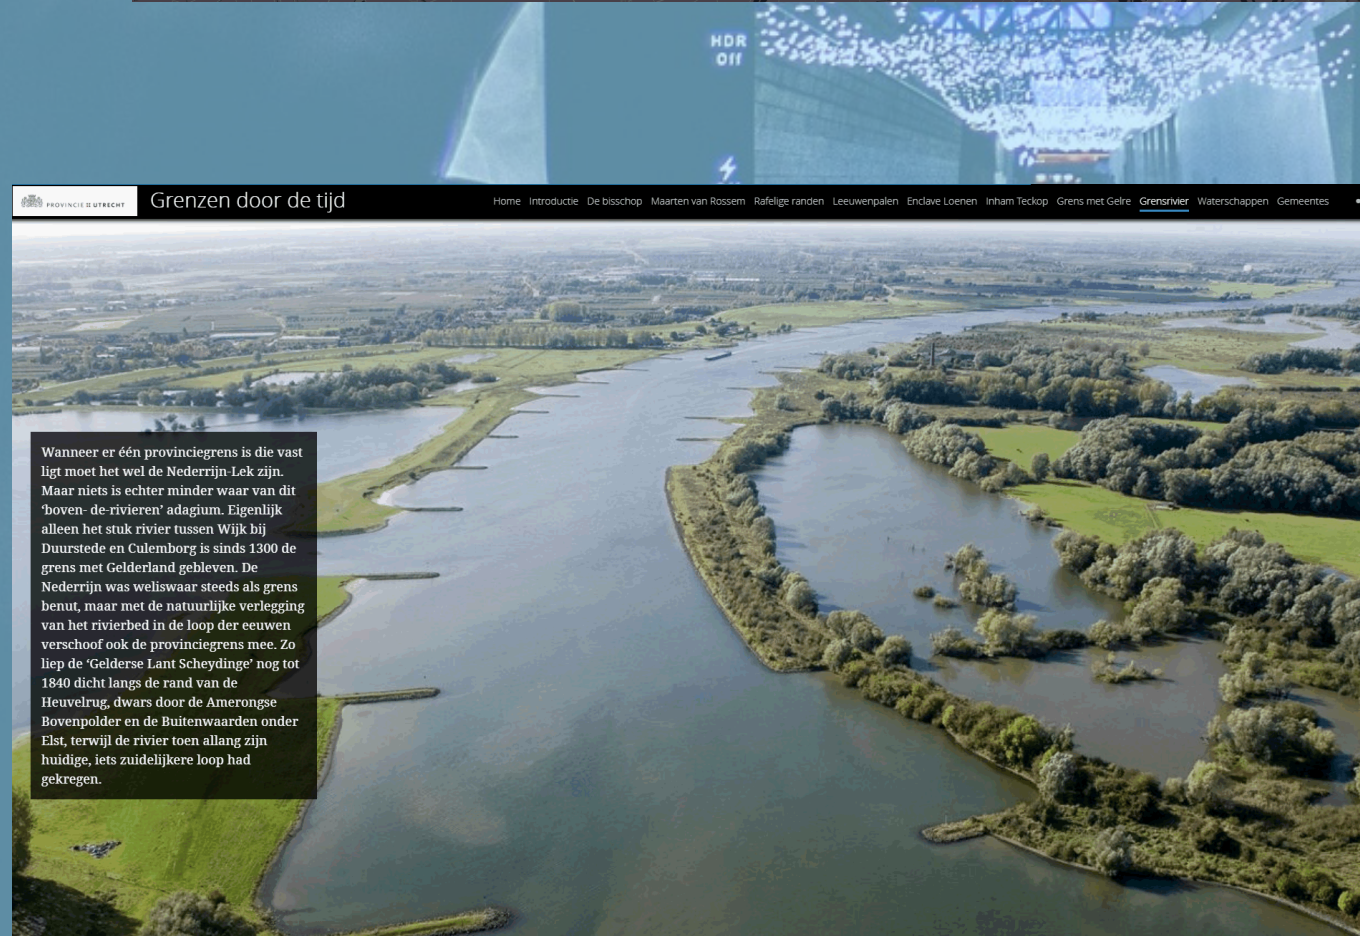 HDR
Off
PROVINCIE UTRECHT
Grenzen door de tijd
Home Introductie De bisschop Maarten van Rossem Rafelige randen Leeuwenpalen Enclave Loenen Inham Teckop Grens met Gelre Grensrivier Waterschappen Gemeentes
Wanneer er één provinciegrens is die vast
ligt moet het wel de Nederrijn-Lek zijn.
Maar niets is echter minder waar van dit
‘boven- de-rivieren’ adagium. Eigenlijk
alleen het stuk rivier tussen Wijk bij
Duurstede en Culemborg is sinds 1300 de
grens met Gelderland gebleven. De
Nederrijn was weliswaar steeds als grens
benut, maar met de natuurlijke verlegging
van het rivierbed in de loop der eeuwen
verschoof ook de provinciegrens mee. Zo
liep de ‘Gelderse Lant Scheydinge’ nog tot
1840 dicht langs de rand van de
Heuvelrug, dwars door de Amerongse
Bovenpolder en de Buitenwaarden onder
Elst, terwijl de rivier toen allang zijn
huidige, iets zuidelijkere loop had
gekregen.